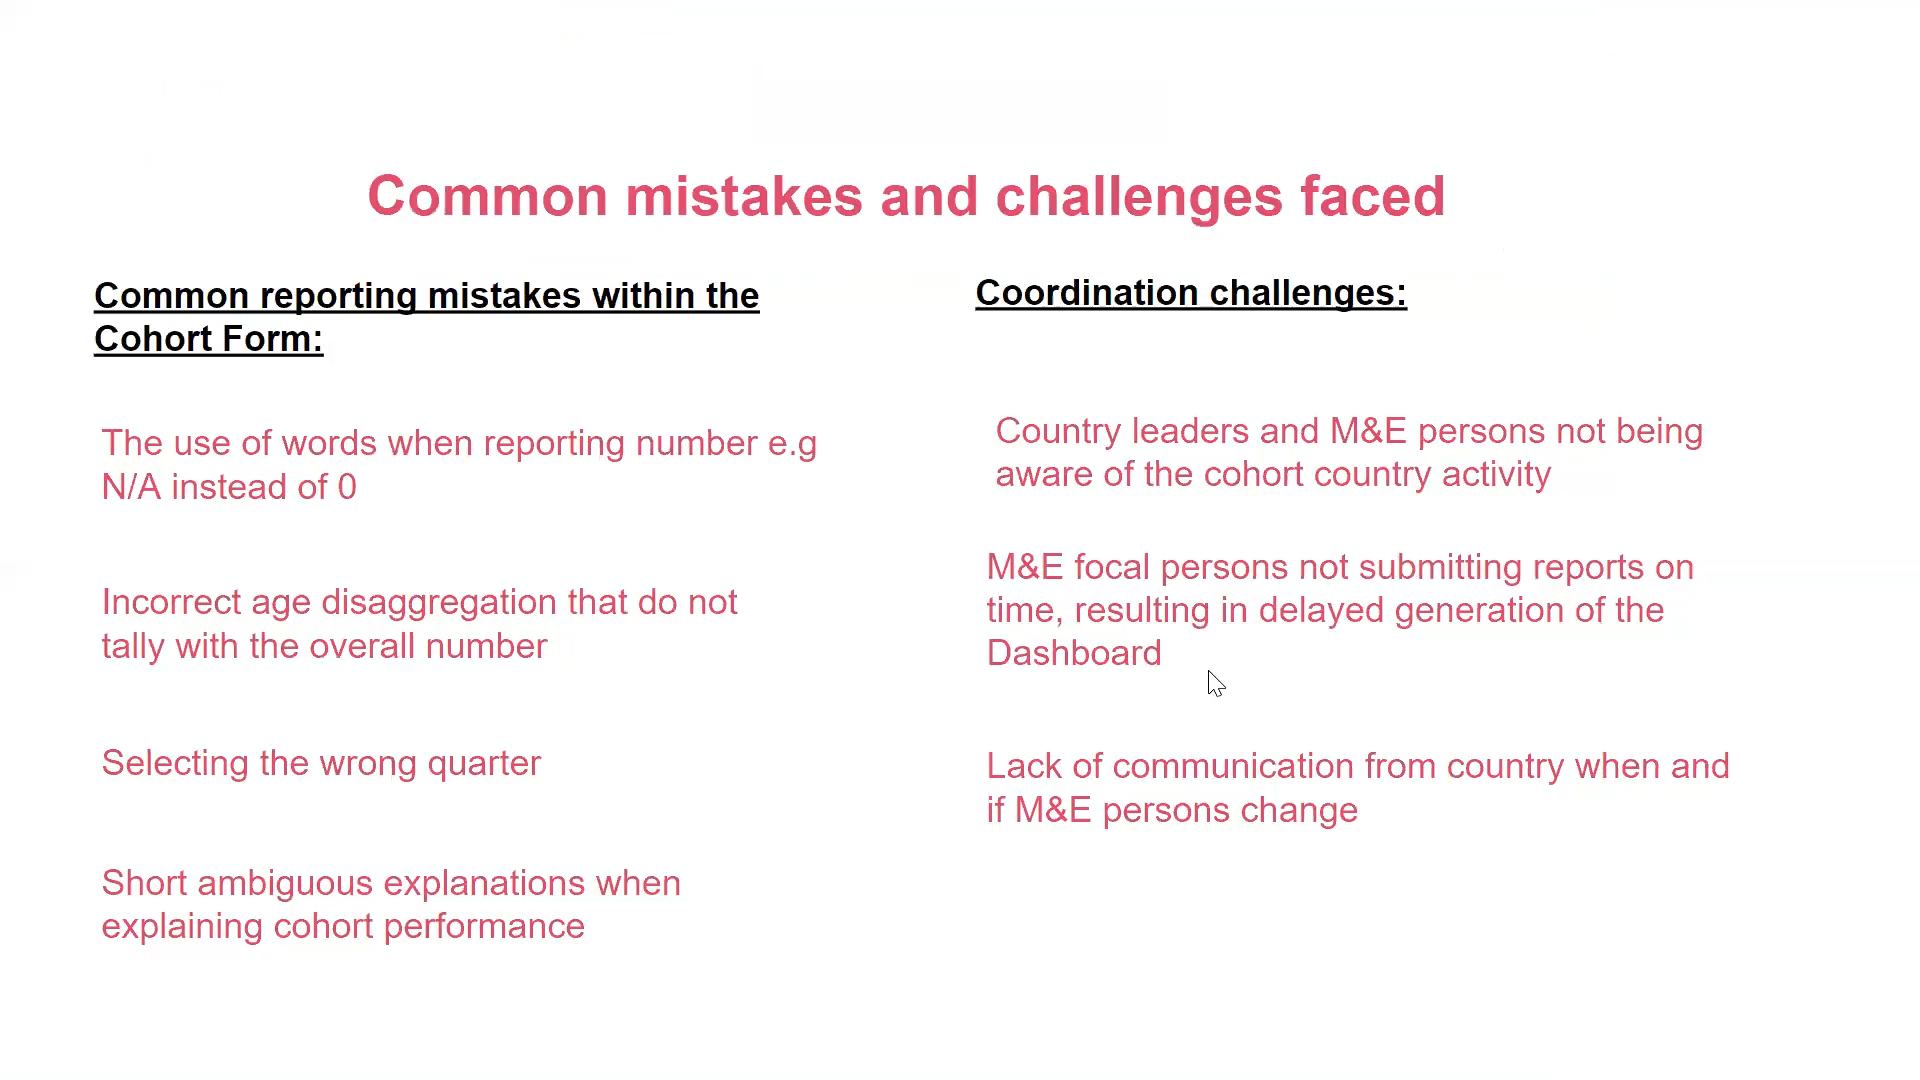 Common mistakes and challenges faced
Common reporting mistakes within the
Cohort Form:
The use of words when reporting number e.g
N/A instead of 0
Incorrect age disaggregation that do not
tally with the overall number
Selecting the wrong quarter
Short ambiguous explanations when
explaining cohort performance
Coordination challenges:
Country leaders and M&E persons not being
aware of the cohort country activity
M&E focal persons not submitting reports on
time, resulting in delayed generation of the
Dashboard
Lack of communication from country when and
if M&E persons change